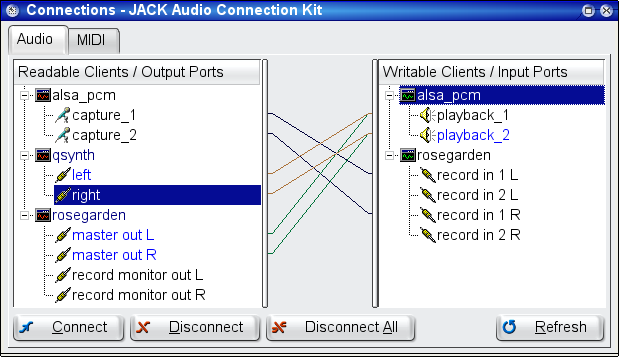 Connections - JACK Audio Connection Kit
Audio MIDI
Readable Clients / Output Ports
alsa_pcm
capture_1
capture_2
qsynth
left
right
rosegarden
master out L
master out R
record monitor out L
record monitor out R
Writable Clients / Input Ports
alsa_pcm
playback_1
playback_2
rosegarden
record in 1 L
record in 2 L
record in 1 R
record in 2 R
Connect Disconnect Disconnect All Refresh